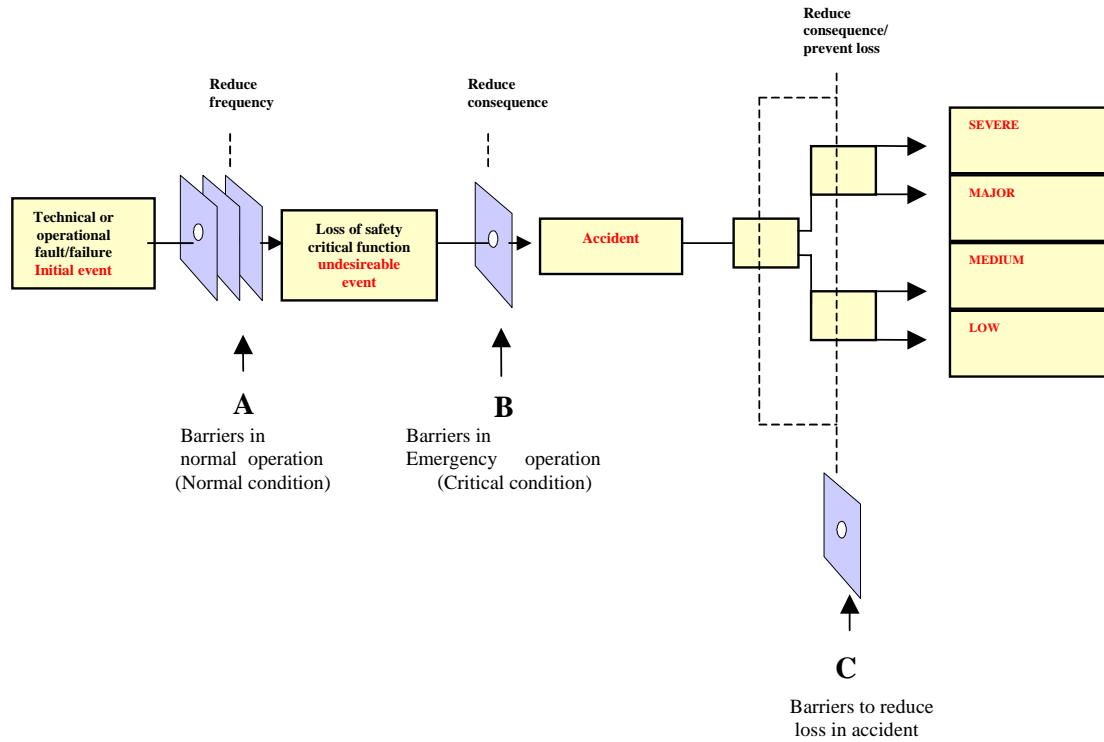 Reduce
consequence/
prevent loss
Reduce
frequency
Reduce
consequence
Technical or
operational
fault/failure
Initial event
Loss of safety
critical function
undesireable
event
Accident
SEVERE
MAJOR
MEDIUM
LOW
A
Barriers in
normal operation
(Normal condition)
B
Barriers in
Emergency operation
(Critical condition)
C
Barriers to reduce
loss in accident